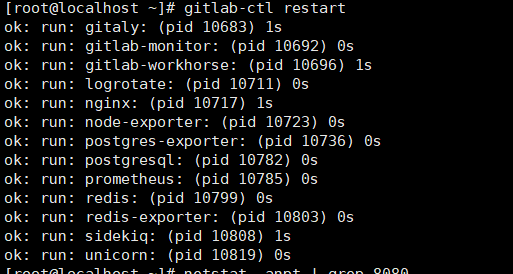 [root@localhost ~]# gitlab-ctl restart
ok: run: gitaly: (pid 10683) 1s
ok: run: gitlab-monitor: (pid 10692) 0s
ok: run: gitlab-workhorse: (pid 10696) 1s
ok: run: logrotate: (pid 10711) 0s
ok: run: nginx: (pid 10717) 1s
ok: run: node-exporter: (pid 10723) 0s
ok: run: postgres-exporter: (pid 10736) 0s
ok: run: postgresql: (pid 10782) 0s
ok: run: prometheus: (pid 10785) 0s
ok: run: redis: (pid 10799) 0s
ok: run: redis-exporter: (pid 10803) 0s
ok: run: sidekiq: (pid 10808) 1s
ok: run: unicorn: (pid 10819) 0s
[root@localhost ~]# netstat -anpt | grep 8080